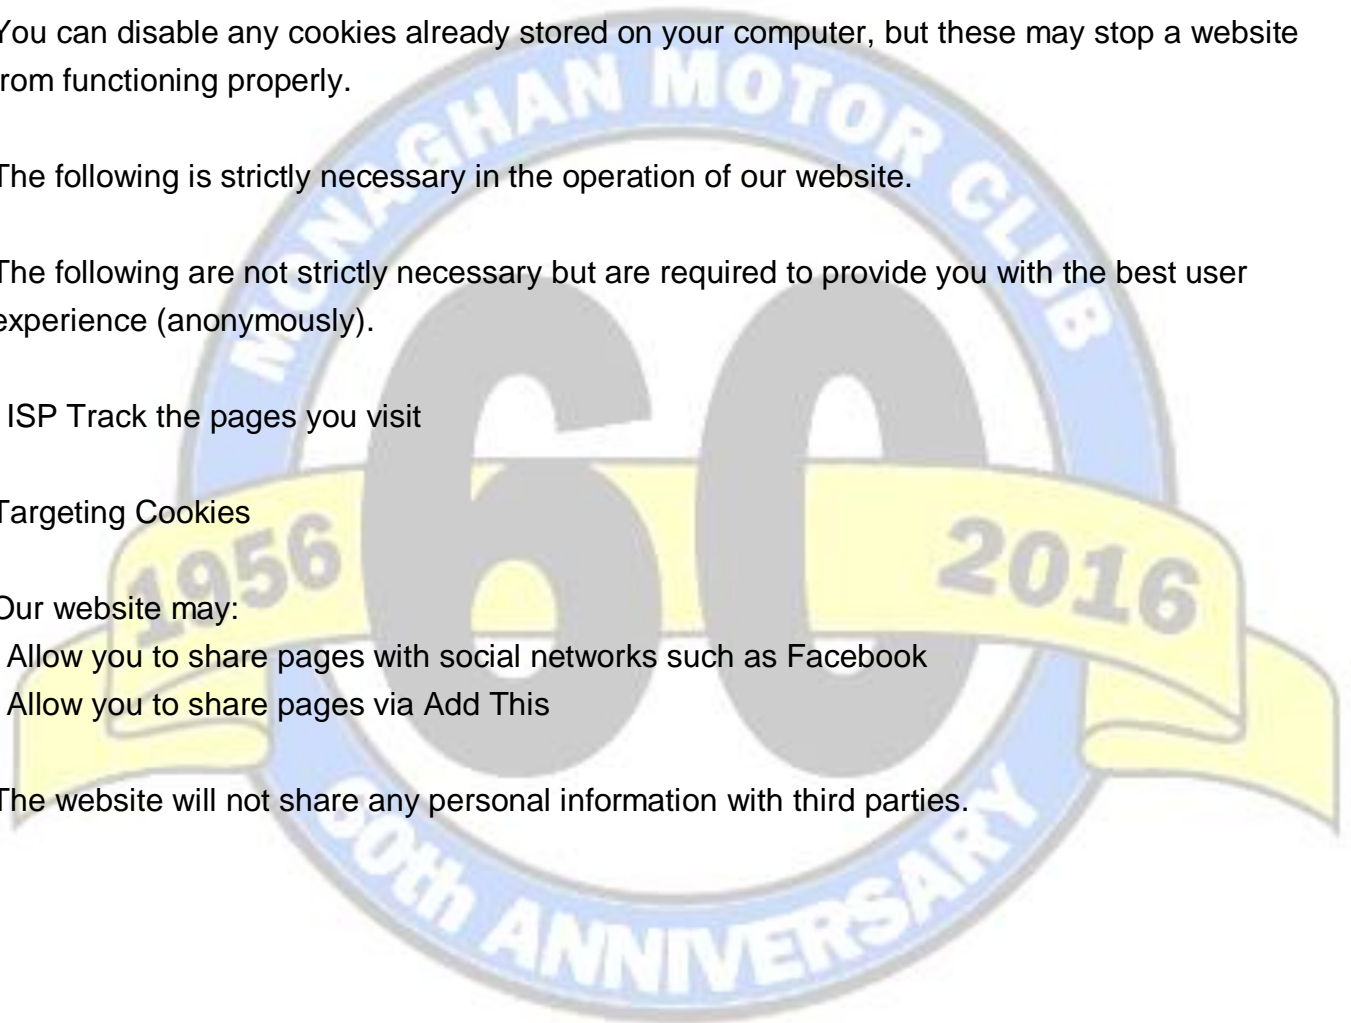 You can disable any cookies already stored on your computer, but these may stop a website
from functioning properly.
The following is strictly necessary in the operation of our website.
The following are not strictly necessary but are required to provide you with the best user
experience (anonymously).
ISP Track the pages you visit
Targeting Cookies
Our website may:
Allow you to share pages with social networks such as Facebook
Allow you to share pages via Add This
The website will not share any personal information with third parties.
MONAGHAN MOTOR CLUB
60
1956
2016
60th ANNIVERSARY